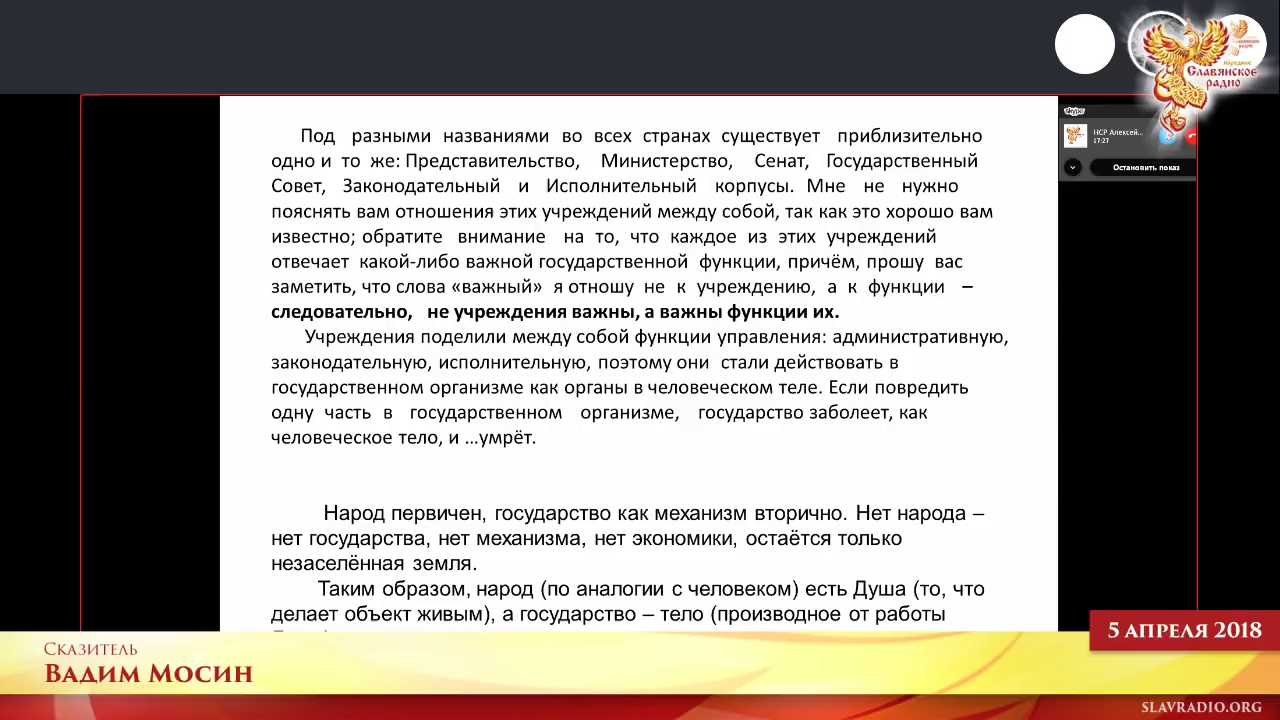 народное
Славянское
радио
skype
НСР Алексей...
17:27
Остановить показ
Под разными названиями во всех странах существует приблизительно
одно и то же: Представительство, Министерство, Сенат, Государственный
Совет, Законодательный и Исполнительный корпусы. Мне не нужно
пояснять вам отношения этих учреждений между собой, так как это хорошо вам
известно; обратите внимание на то, что каждое из этих учреждений
отвечает какой-либо важной государственной функции, причём, прошу вас
заметить, что слова «важный» я отношу не к учреждению, а к функции –
следовательно, не учреждения важны, а важны функции их.
Учреждения поделили между собой функции управления: административную,
законодательную, исполнительную, поэтому они стали действовать в
государственном организме как органы в человеческом теле. Если повредить
одну часть в государственном организме, государство заболеет, как
человеческое тело, и ...умрёт.
Народ первичен, государство как механизм вторично. Нет народа –
нет государства, нет механизма, нет экономики, остаётся только
незаселённая земля.
Таким образом, народ (по аналогии с человеком) есть Душа (то, что
делает объект живым), а государство – тело (производное от работы
5 апреля 2018
Сказитель
Вадим Мосин
SLAVRADIO.ORG